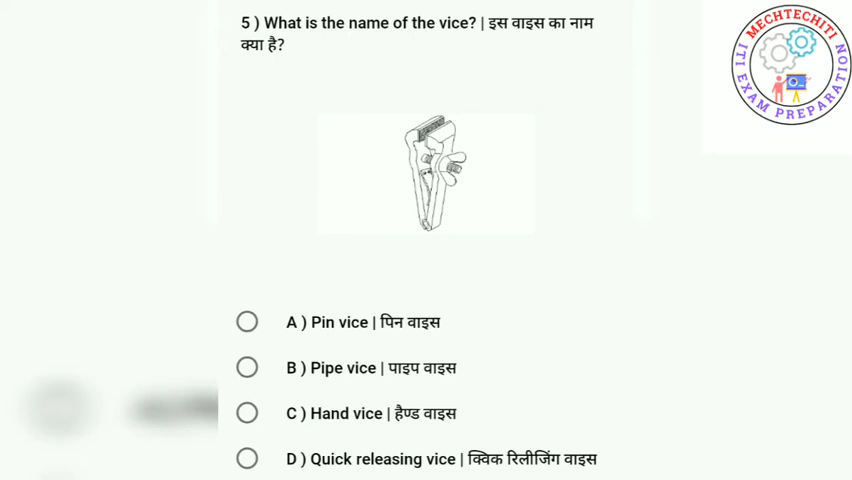 5 ) What is the name of the vice? | इस वाइस का नाम
क्या है?
MECHTECHITI
ITI EXAM PREPARATION
A ) Pin vice | पिन वाइस
B ) Pipe vice | पाइप वाइस
C ) Hand vice | हैण्ड वाइस
D ) Quick releasing vice | क्विक रिलीजिंग वाइस